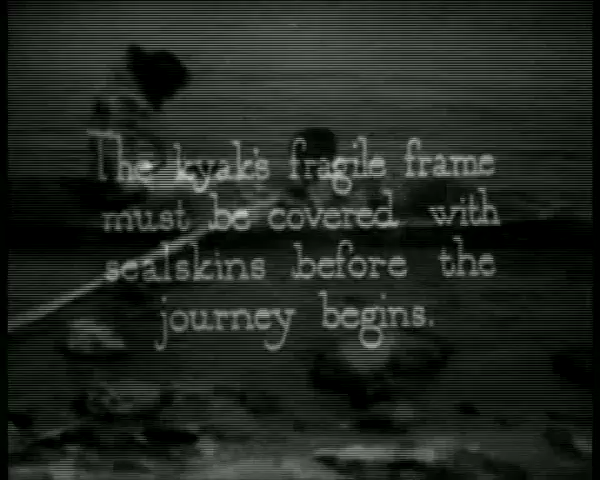 The kyak's fragile frame
must be covered with
sealskins before the
journey begins.